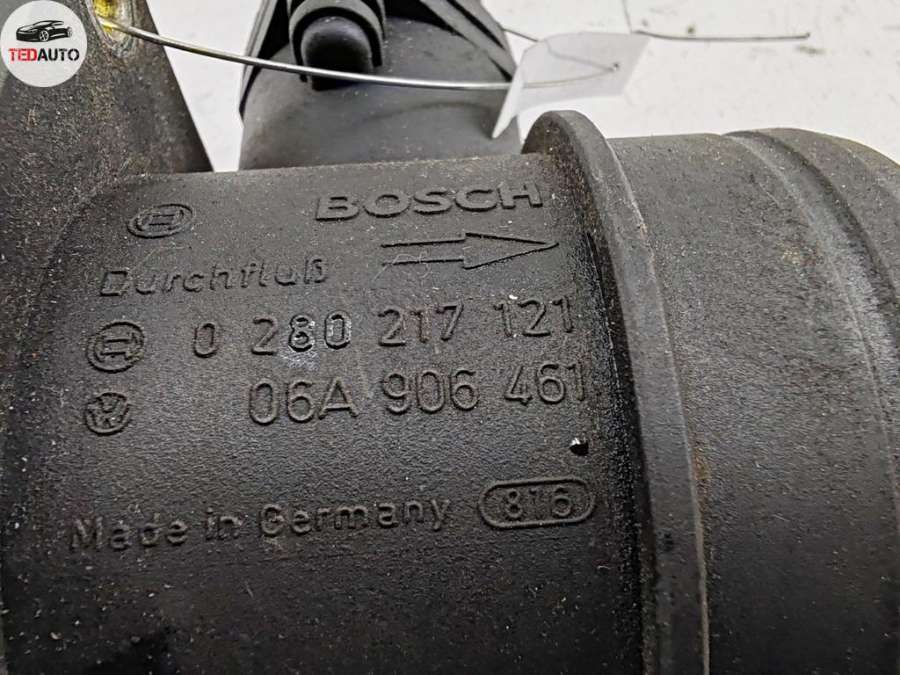 TEDAUTO
BOSCH
Durchfluß
0 280 217 121
06A 906 461
Made in Germany 816